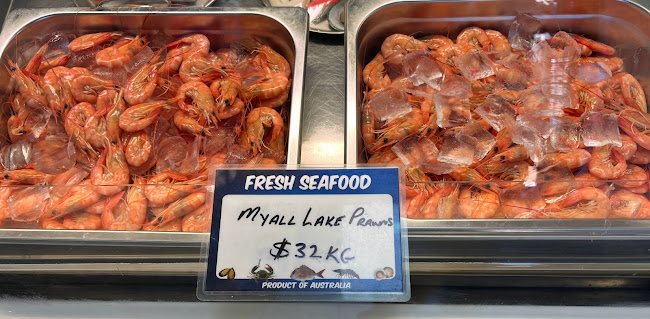 FRESH SEAFOOD
MYALL LAKE PRAWNS
$32 KG
PRODUCT OF AUSTRALIA